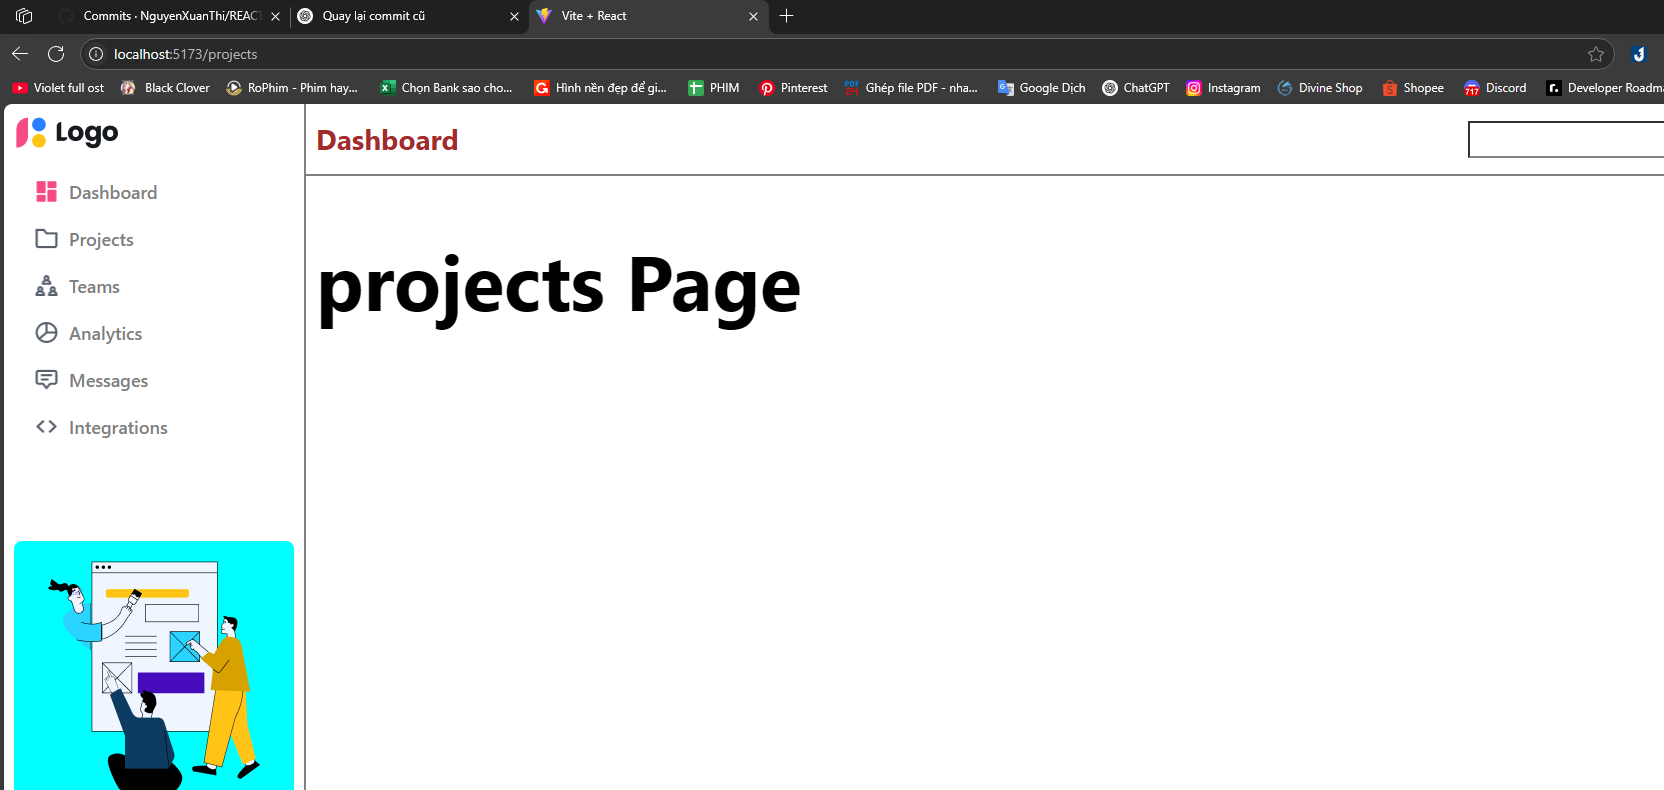 Commits · NguyenXuanThi/REACT
Quay lại commit cũ
Vite + React
localhost:5173/projects
Violet full ost
Black Clover
RoPhim - Phim hay...
Chọn Bank sao cho...
Hình nền đẹp để gi...
PHIM
Pinterest
Ghép file PDF - nha...
Google Dịch
ChatGPT
Instagram
Divine Shop
Shopee
717
Discord
r.
Developer Roadma
Logo
Dashboard
Dashboard
Projects
Teams
Analytics
Messages
Integrations
projects Page